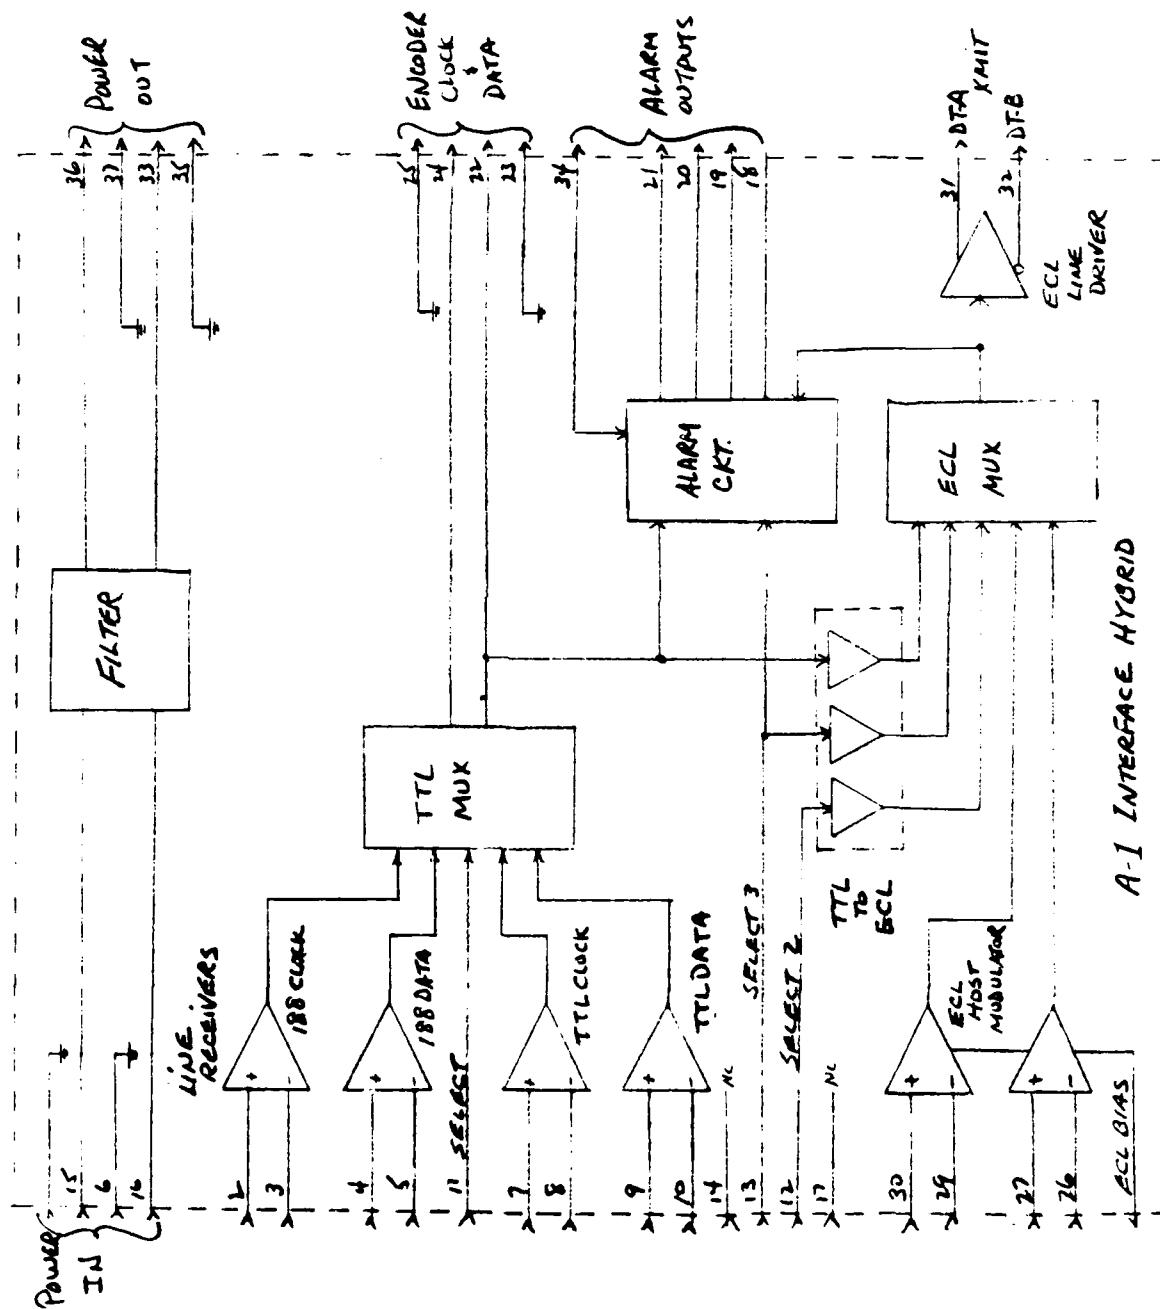 POWER
IN
15
6
16
FILTER
36
37
33
35
POWER
OUT
LINE
RECEIVERS
2
3
+
-
188 CLOCK
4
5
+
-
188 DATA
11
SELECT
7
8
+
-
TTL CLOCK
9
10
+
-
TTL DATA
TTL
MUX
25
24
22
23
ENCODER
CLOCK
&
DATA
14
NC
13
SELECT 3
12
SELECT 2
17
NC
TTL
TO
ECL
ALARM
CKT.
34
21
20
19
18
ALARM
OUTPUTS
30
29
+
-
ECL
HOST
MODULATOR
27
26
+
-
ECL BIAS
ECL
MUX
ECL
LINE
DRIVER
31
DT-A
XMIT
32
DT-B
A-1 INTERFACE HYBRID